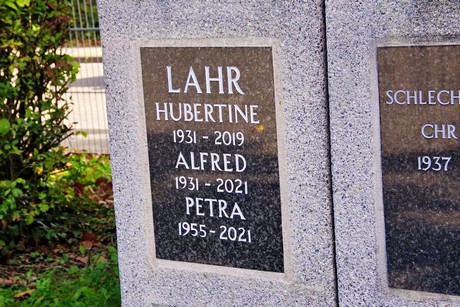 LAHR
HUBERTINE
1931 - 2019
ALFRED
1931 - 2021
PETRA
1955 - 2021
SCHLECH
CHR
1937